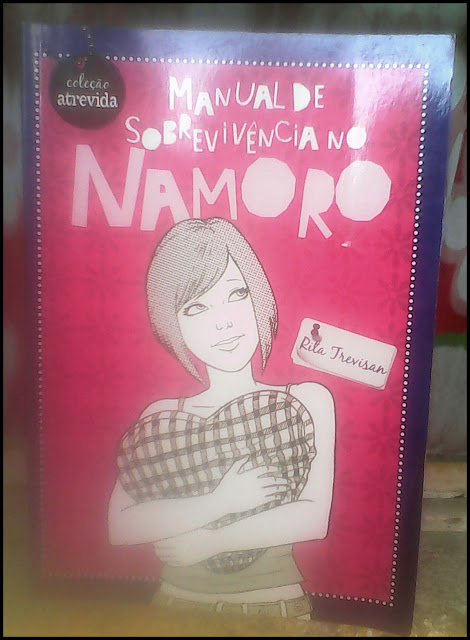 coleção
atrevida
MANUAL DE
SOBREVIVÊNCIA NO
NAMORO
Rita Trevisan